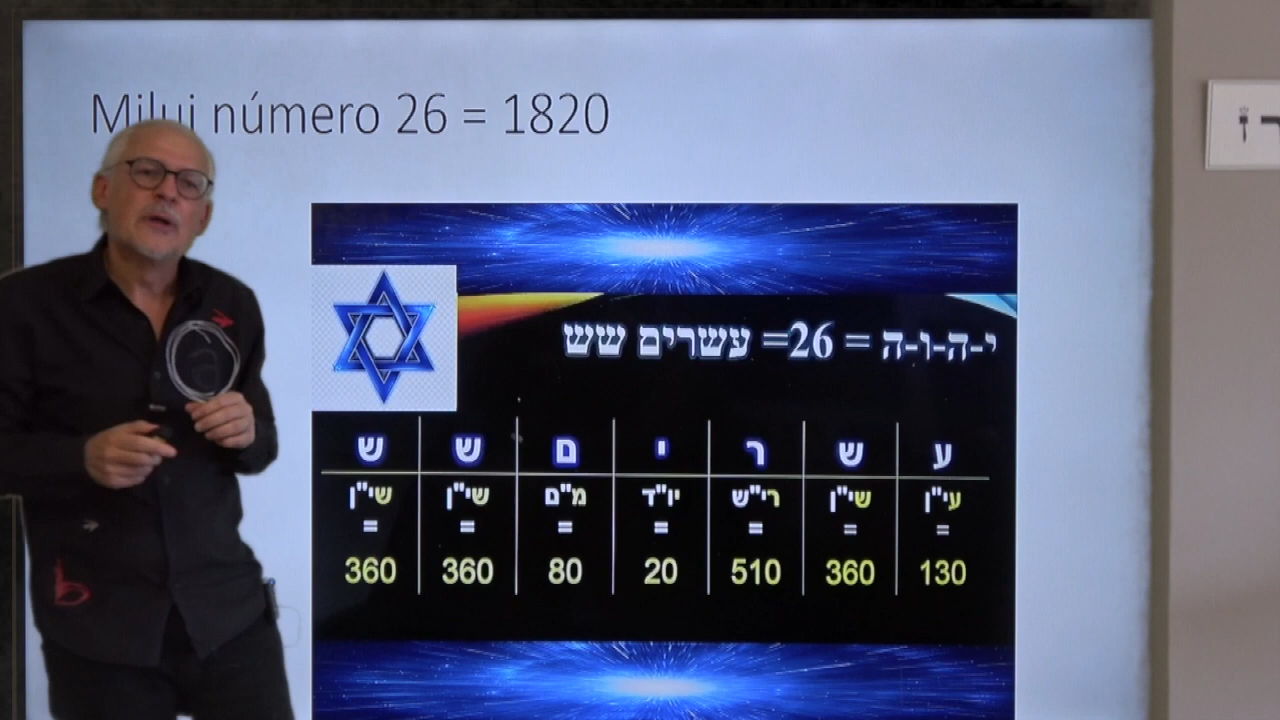 Milui número 26 = 1820
י-ה-ו-ה = 26= עשרים שש
ע ש ר י ם ש ש
עי"ן שי"ן רי"ש יו"ד מ"ם שי"ן שי"ן
= = = = = = =
130 360 510 20 80 360 360